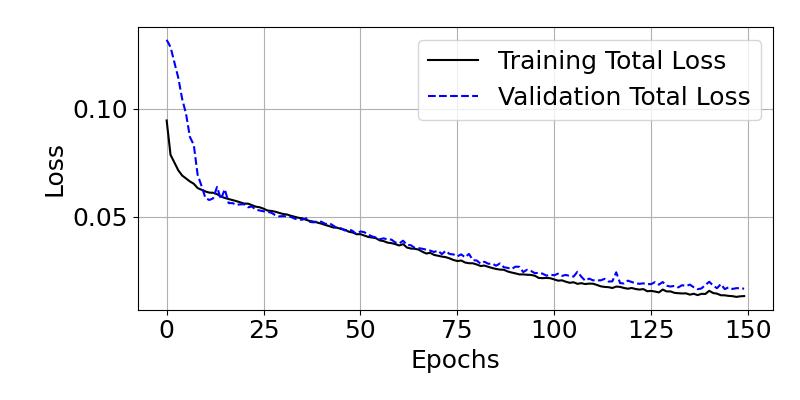 Training Total Loss
Validation Total Loss
0.10
0.05
Loss
0 25 50 75 100 125 150
Epochs